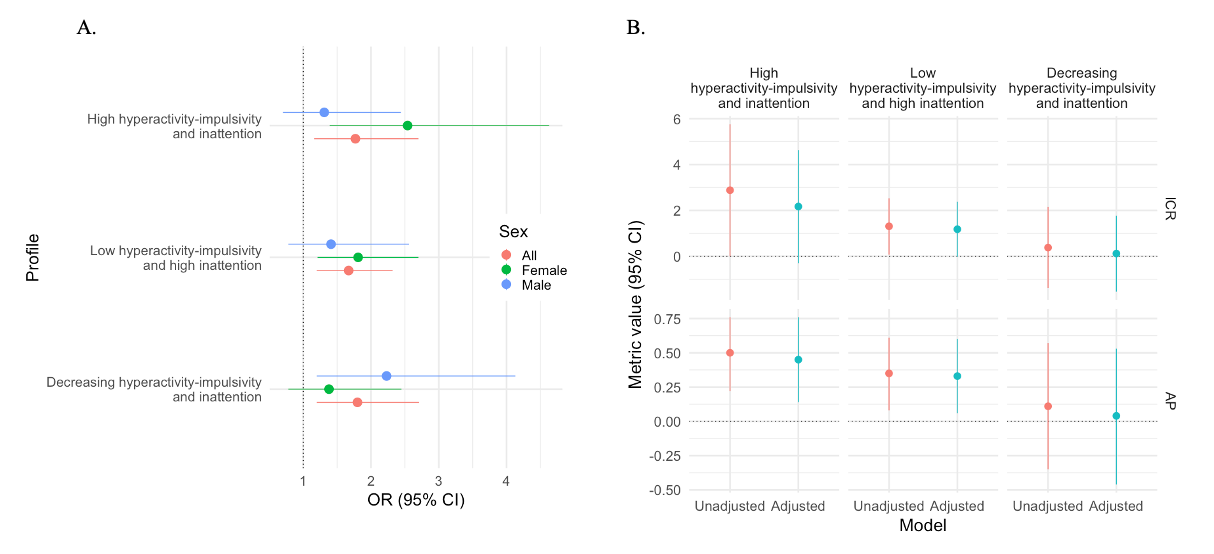 A.
High hyperactivity-impulsivity
and inattention
Low hyperactivity-impulsivity
and high inattention
Decreasing hyperactivity-impulsivity
and inattention
Profile
1 2 3 4
OR (95% CI)
Sex
All
Female
Male
B.
High
hyperactivity-impulsivity
and inattention
Low
hyperactivity-impulsivity
and high inattention
Decreasing
hyperactivity-impulsivity
and inattention
6
4
2
0
ICR
0.75
0.50
0.25
0.00
-0.25
-0.50
AP
Metric value (95% CI)
Unadjusted Adjusted
Unadjusted Adjusted
Unadjusted Adjusted
Model